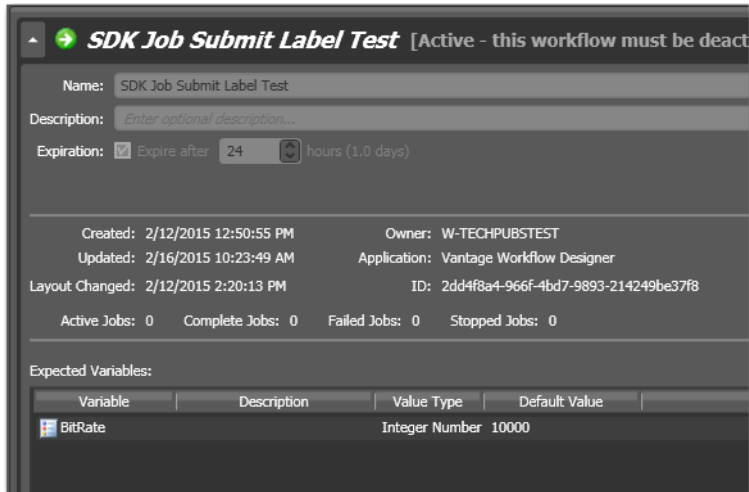 SDK Job Submit Label Test [Active - this workflow must be deact
Name: SDK Job Submit Label Test
Description: Enter optional description...
Expiration: Expire after 24 hours (1.0 days)
Created: 2/12/2015 12:50:55 PM Owner: W-TECHPUBSTEST
Updated: 2/16/2015 10:23:49 AM Application: Vantage Workflow Designer
Layout Changed: 2/12/2015 2:20:13 PM ID: 2dd4f8a4-966f-4bd7-9893-214249be37f8
Active Jobs: 0 Complete Jobs: 0 Failed Jobs: 0 Stopped Jobs: 0
Expected Variables:
Variable Description Value Type Default Value
BitRate Integer Number 10000